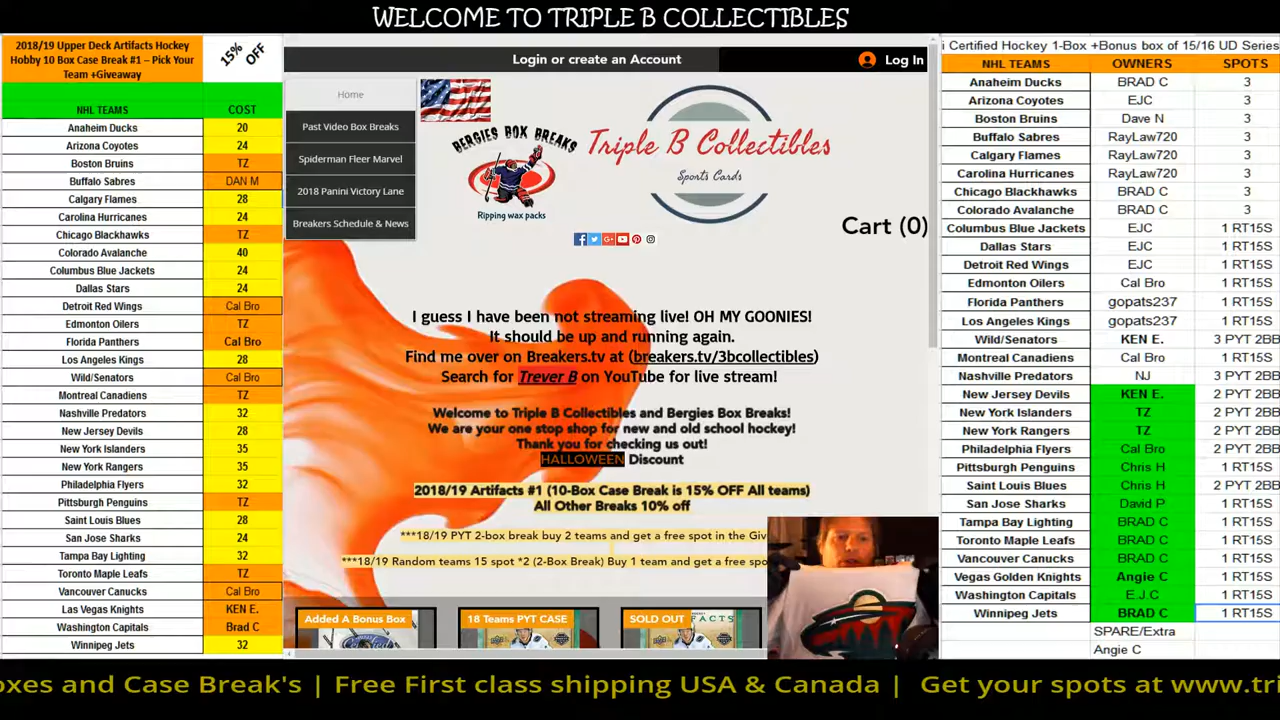 WELCOME TO TRIPLE B COLLECTIBLES
2018/19 Upper Deck Artifacts Hockey
Hobby 10 Box Case Break #1 – Pick Your
Team +Giveaway
15%
OFF
NHL TEAMS COST
Anaheim Ducks 20
Arizona Coyotes 24
Boston Bruins TZ
Buffalo Sabres DAN M
Calgary Flames 28
Carolina Hurricanes 24
Chicago Blackhawks TZ
Colorado Avalanche 40
Columbus Blue Jackets 24
Dallas Stars 24
Detroit Red Wings Cal Bro
Edmonton Oilers TZ
Florida Panthers Cal Bro
Los Angeles Kings 28
Wild/Senators Cal Bro
Montreal Canadiens TZ
Nashville Predators 32
New Jersey Devils 28
New York Islanders 35
New York Rangers 35
Philadelphia Flyers 32
Pittsburgh Penguins TZ
Saint Louis Blues 28
San Jose Sharks 24
Tampa Bay Lighting 32
Toronto Maple Leafs TZ
Vancouver Canucks Cal Bro
Las Vegas Knights KEN E.
Washington Capitals Brad C
Winnipeg Jets 32
Login or create an Account
Log In
Home
Past Video Box Breaks
Spiderman Fleer Marvel
2018 Panini Victory Lane
Breakers Schedule & News
BERGIES BOX BREAKS
Ripping wax packs
Triple B Collectibles
Sports Cards
Cart (0)
I guess I have been not streaming live! OH MY GOONIES!
It should be up and running again.
Find me over on Breakers.tv at (breakers.tv/3bcollectibles)
Search for Trever B on YouTube for live stream!
Welcome to Triple B Collectibles and Bergies Box Breaks!
We are your one stop shop for new and old school hockey!
Thank you for checking us out!
HALLOWEEN Discount
2018/19 Artifacts #1 (10-Box Case Break is 15% OFF All teams)
All Other Breaks 10% off
***18/19 PYT 2-box break buy 2 teams and get a free spot in the Giv
***18/19 Random teams 15 spot *2 (2-Box Break) Buy 1 team and get a free spo
Added A Bonus Box
18 Teams PYT CASE
SOLD OUT
FACTS
i Certified Hockey 1-Box +Bonus box of 15/16 UD Series
NHL TEAMS OWNERS SPOTS
Anaheim Ducks BRAD C 3
Arizona Coyotes EJC 3
Boston Bruins Dave N 3
Buffalo Sabres RayLaw720 3
Calgary Flames RayLaw720 3
Carolina Hurricanes RayLaw720 3
Chicago Blackhawks BRAD C 3
Colorado Avalanche BRAD C 3
Columbus Blue Jackets EJC 1 RT15S
Dallas Stars EJC 1 RT15S
Detroit Red Wings EJC 1 RT15S
Edmonton Oilers Cal Bro 1 RT15S
Florida Panthers gopats237 1 RT15S
Los Angeles Kings gopats237 1 RT15S
Wild/Senators KEN E. 3 PYT 2BB
Montreal Canadiens Cal Bro 1 RT15S
Nashville Predators NJ 3 PYT 2BB
New Jersey Devils KEN E. 2 PYT 2BB
New York Islanders TZ 2 PYT 2BB
New York Rangers TZ 2 PYT 2BB
Philadelphia Flyers Cal Bro 2 PYT 2BB
Pittsburgh Penguins Chris H 1 RT15S
Saint Louis Blues Chris H 2 PYT 2BB
San Jose Sharks David P 1 RT15S
Tampa Bay Lighting BRAD C 1 RT15S
Toronto Maple Leafs BRAD C 1 RT15S
Vancouver Canucks BRAD C 1 RT15S
Vegas Golden Knights Angie C 1 RT15S
Washington Capitals E.J.C 1 RT15S
Winnipeg Jets BRAD C 1 RT15S
SPARE/Extra
Angie C
oxes and Case Break's | Free First class shipping USA & Canada | Get your spots at www.tri